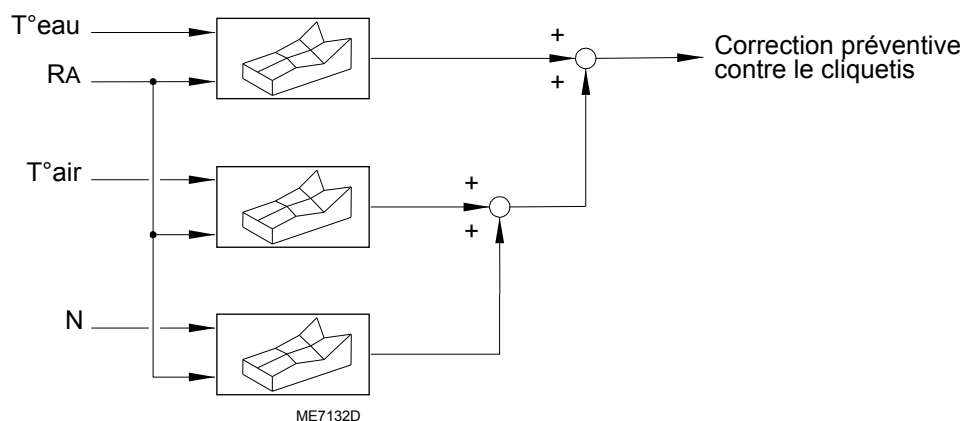 T°eau
RA
T°air
N
+
+
+
+
Correction préventive
contre le cliquetis
ME7132D